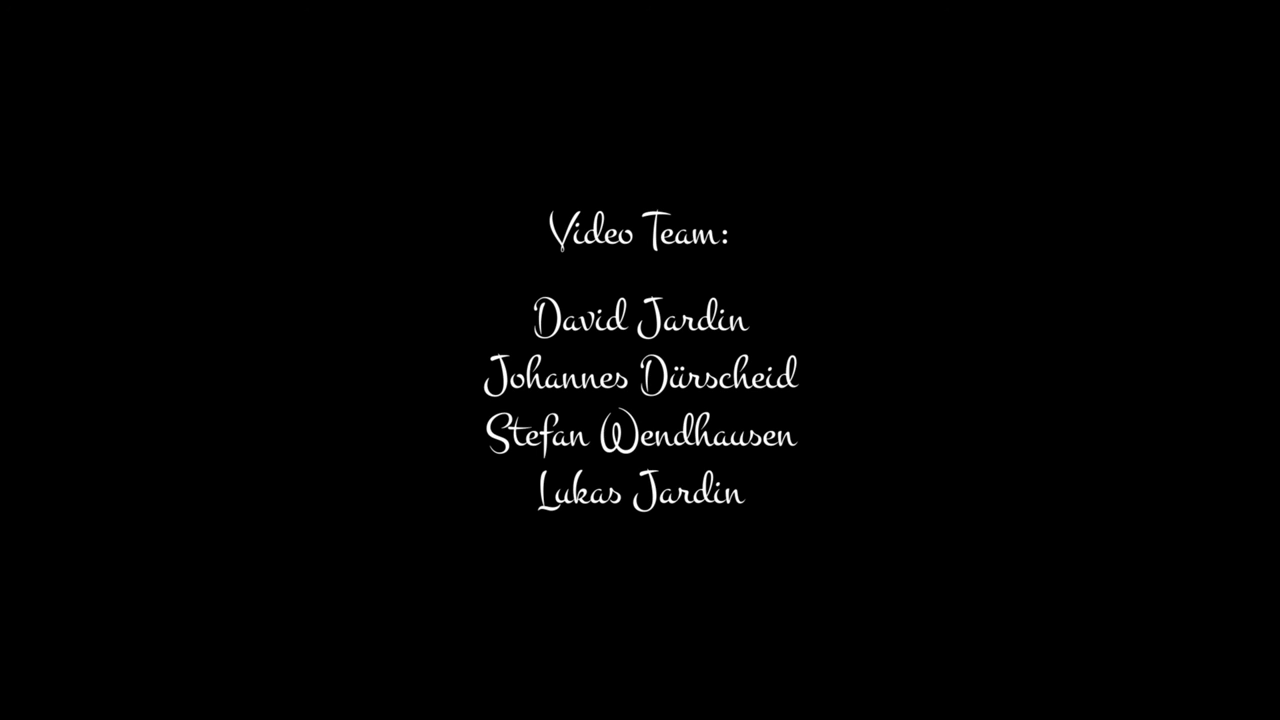 Video Team:
David Jardin
Johannes Dürscheid
Stefan Wendhausen
Lukas Jardin